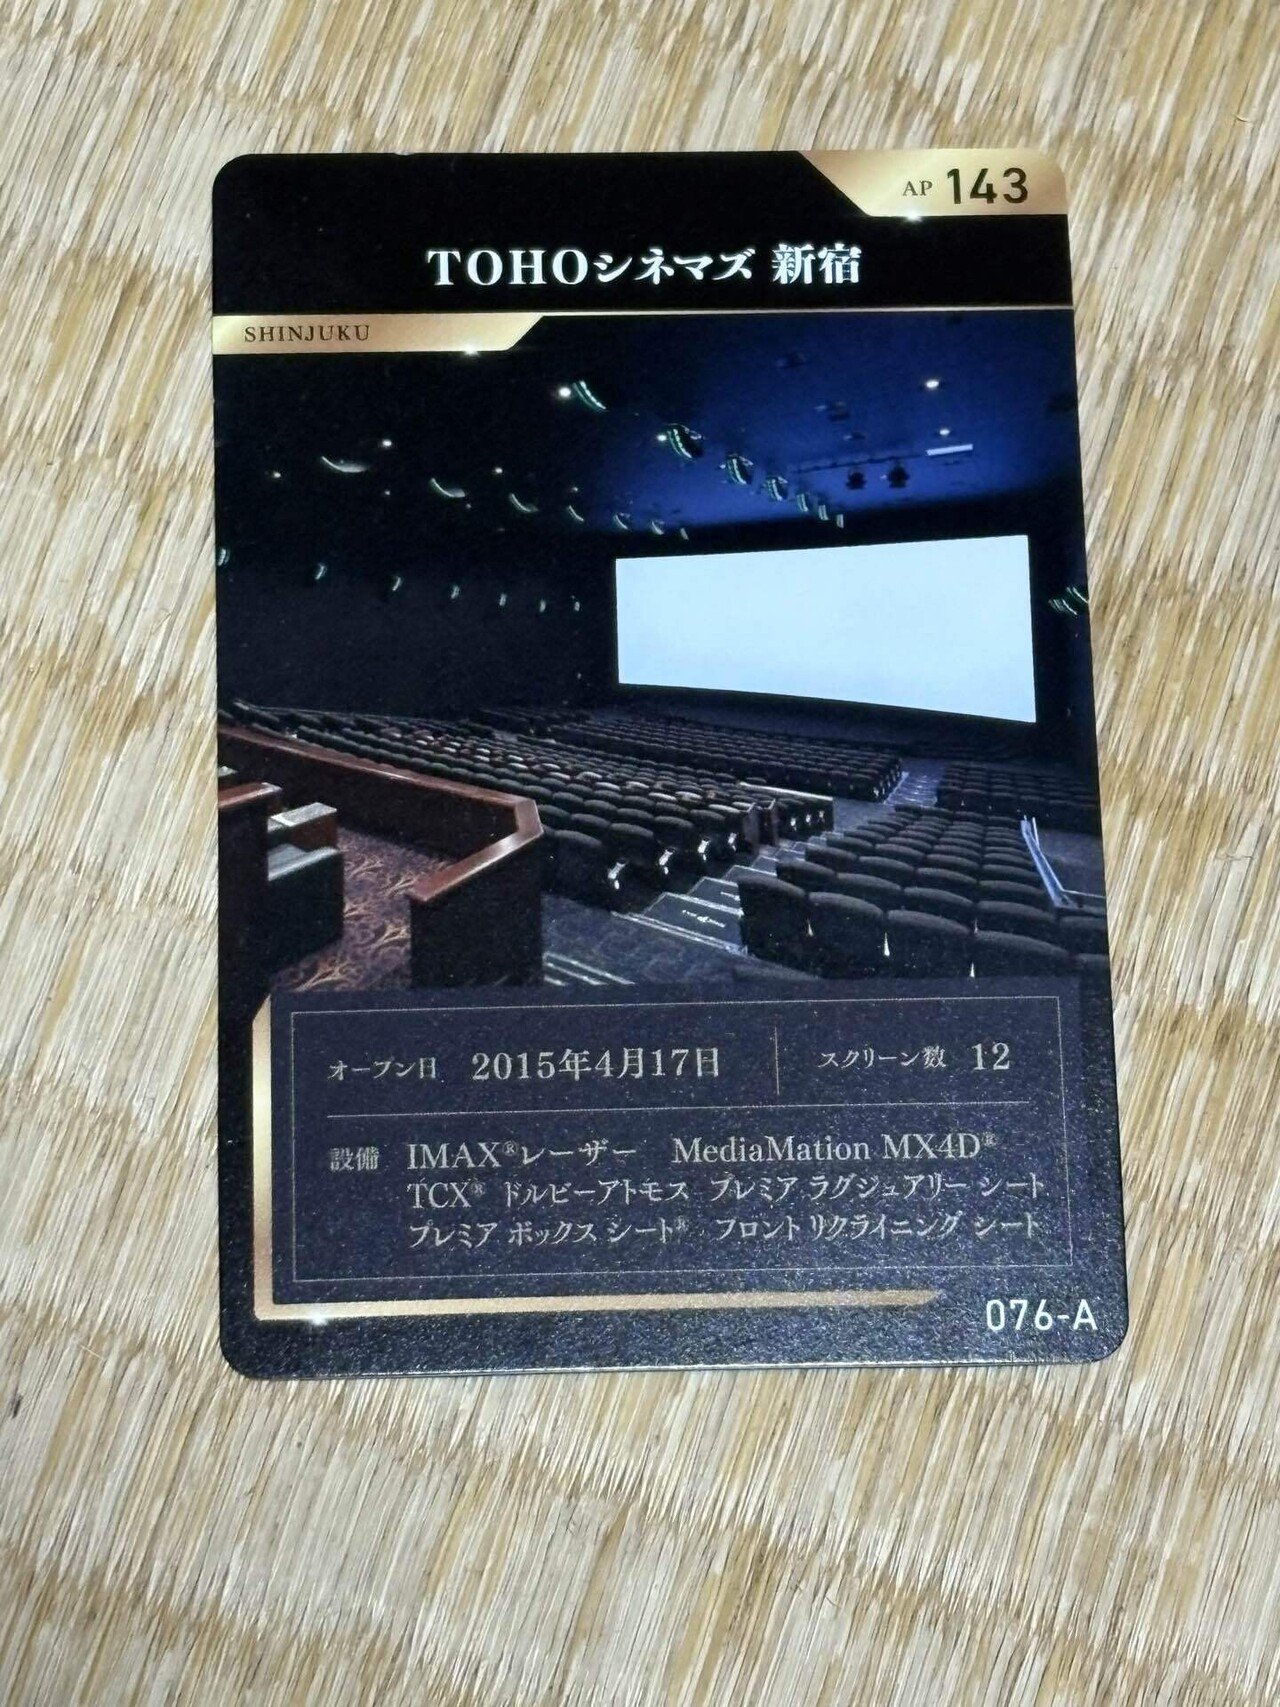 AP 143
TOHOシネマズ 新宿
SHINJUKU
オープン日 2015年4月17日 スクリーン数 12
設備 IMAX®レーザー MediaMation MX4D®
TCX® ドルビーアトモス プレミア ラグジュアリー シート
プレミア ボックス シート® フロント リクライニング シート
076-A